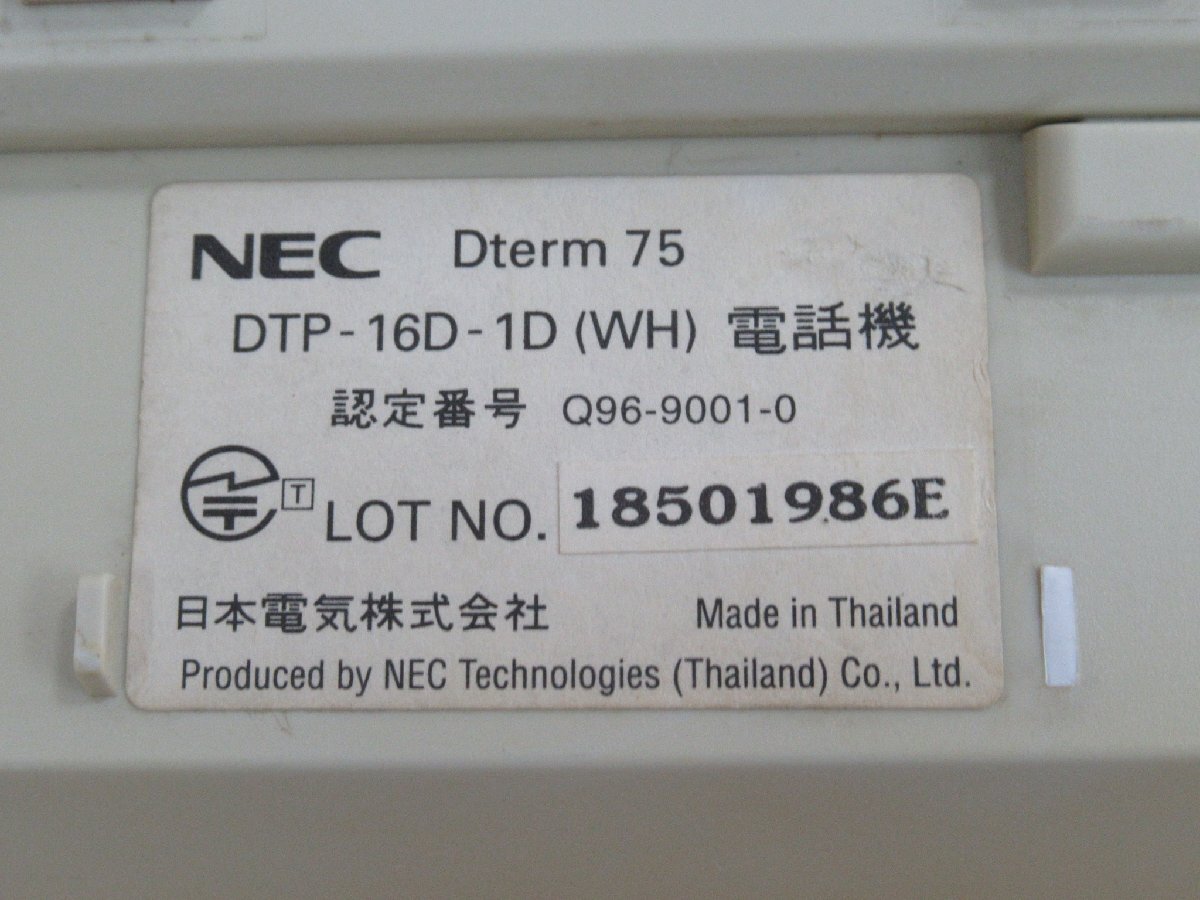 NEC Dterm 75
DTP-16D-1D (WH) 電話機
認定番号 Q96-9001-0
T LOT NO. 18501986E
日本電気株式会社 Made in Thailand
Produced by NEC Technologies (Thailand) Co., Ltd.